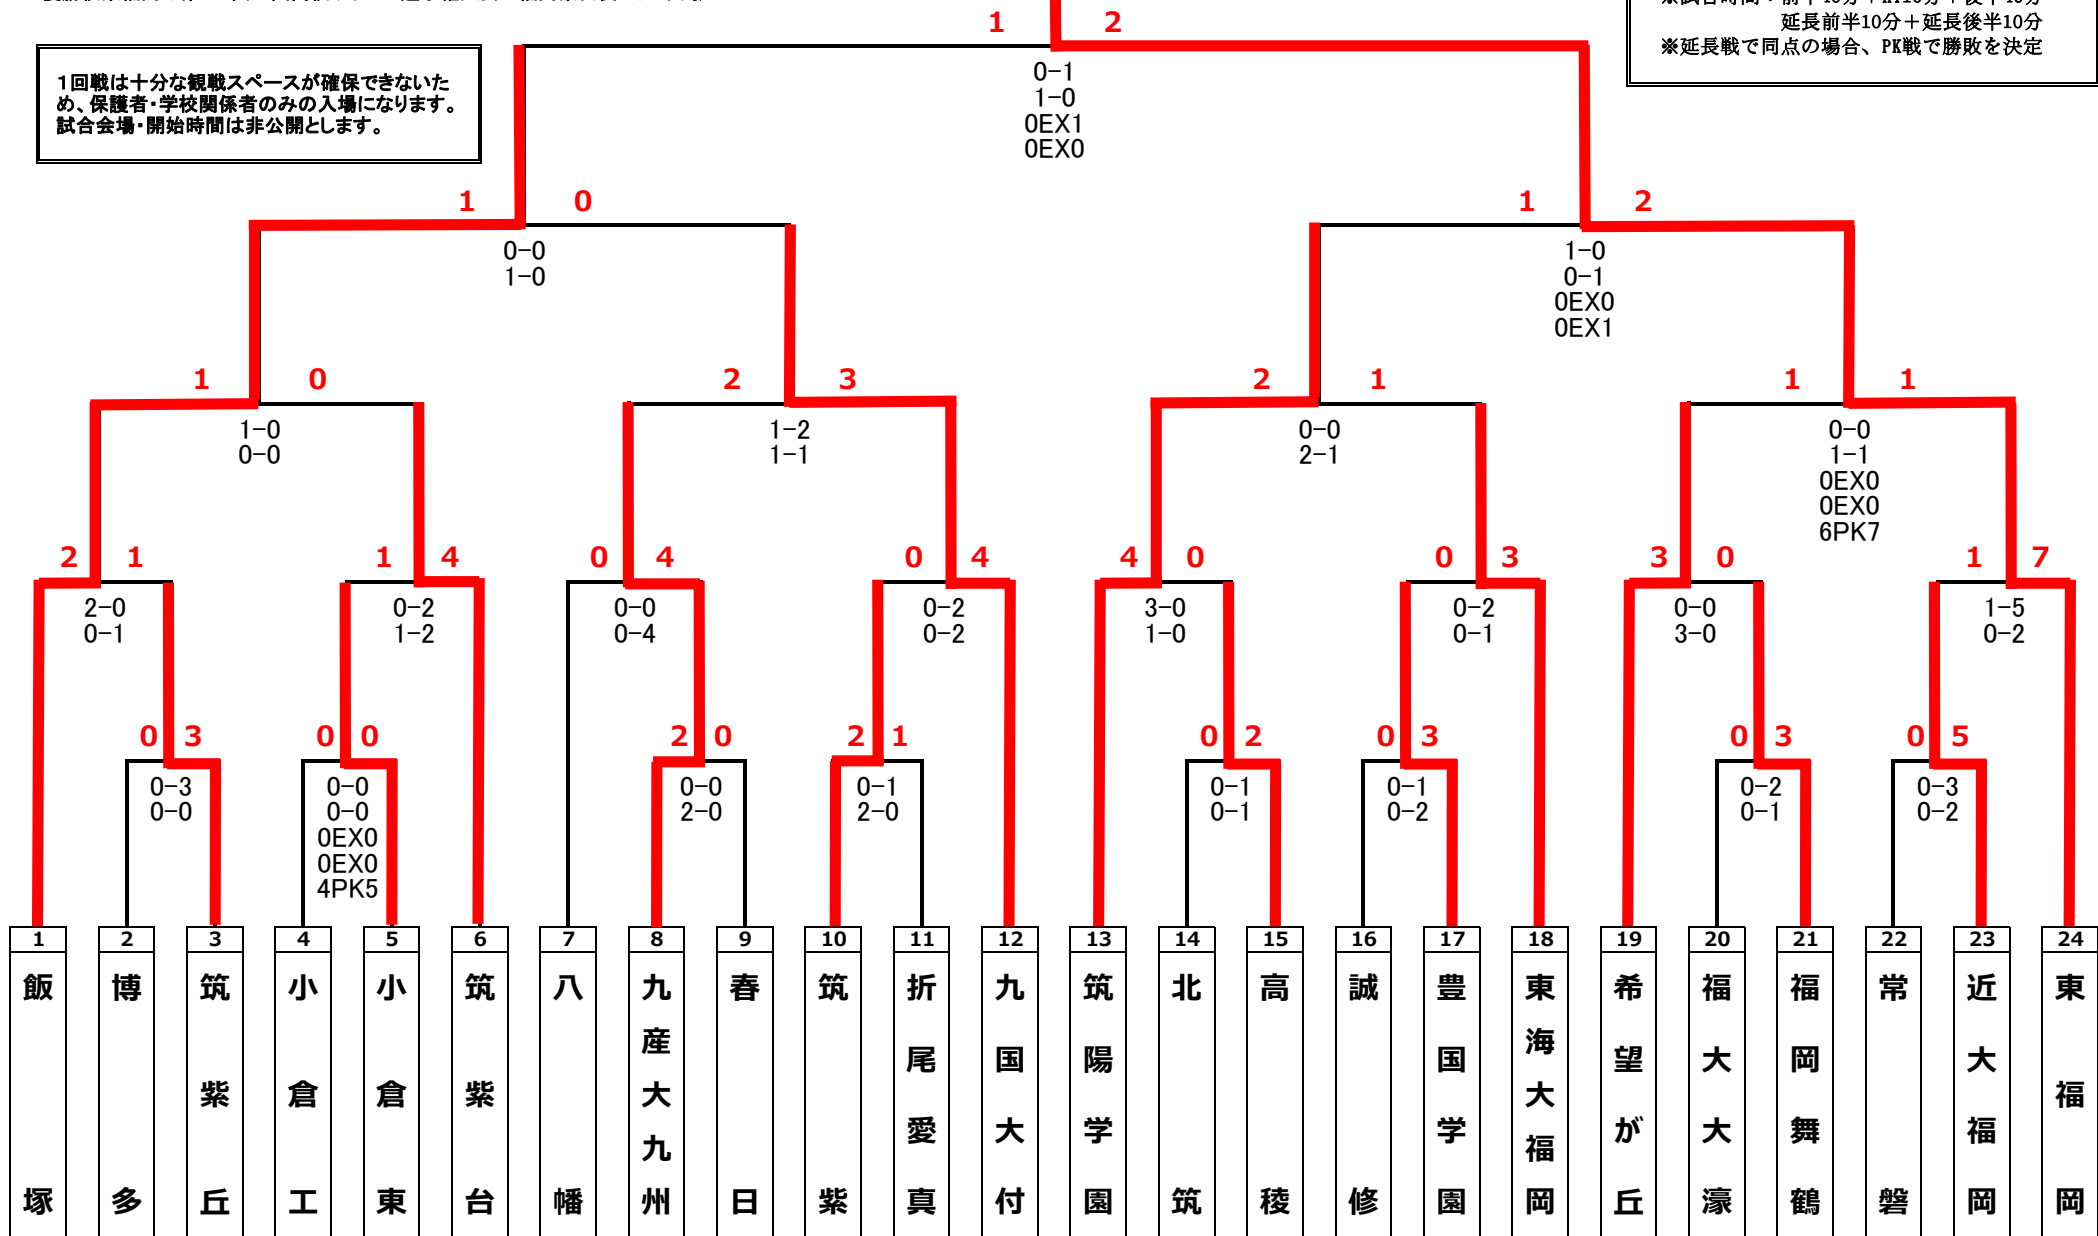 延長前半10分＋延長後半10分
※延長戦で同点の場合、PK戦で勝敗を決定
1回戦は十分な観戦スペースが確保できないた
め、保護者・学校関係者のみの入場になります。
試合会場・開始時間は非公開とします。
1 2
0-1
1-0
0EX1
0EX0
1 0
0-0
1-0
1 2
1-0
0-1
0EX0
0EX1
1 0
1-0
0-0
2 3
1-2
1-1
2 1
0-0
2-1
1 1
0-0
1-1
0EX0
0EX0
6PK7
2 1
2-0
0-1
1 4
0-2
1-2
0 4
0-0
0-4
0 4
0-2
0-2
4 0
3-0
1-0
0 3
0-2
0-1
3 0
0-0
3-0
1 7
1-5
0-2
0 3
0-3
0-0
0 0
0-0
0-0
0EX0
0EX0
4PK5
2 0
0-0
2-0
2 1
0-1
2-0
0 2
0-1
0-1
0 3
0-1
0-2
0 3
0-2
0-1
0 5
0-3
0-2
1
飯塚
2
博多
3
筑紫丘
4
小倉工
5
小倉東
6
筑紫台
7
八幡
8
九産大九州
9
春日
10
筑紫
11
折尾愛真
12
九国大付
13
筑陽学園
14
北筑
15
高稜
16
誠修
17
豊国学園
18
東海大福岡
19
希望が丘
20
福大大濠
21
福岡舞鶴
22
常磐
23
近大福岡
24
東福岡